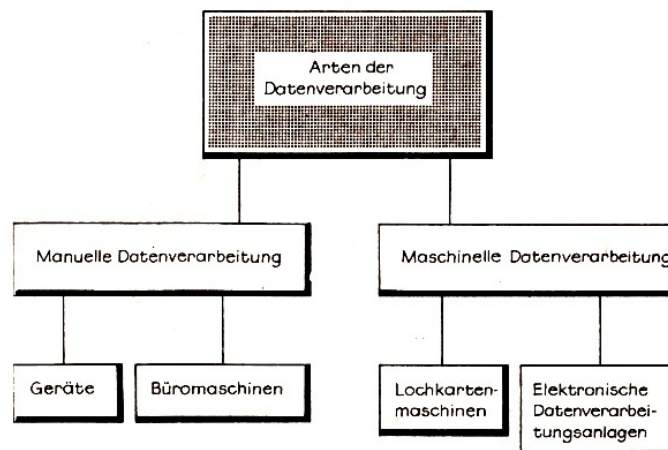 Arten der
Datenverarbeitung
Manuelle Datenverarbeitung
Maschinelle Datenverarbeitung
Geräte
Büromaschinen
Lochkarten-
maschinen
Elektronische
Datenverarbei-
tungsanlagen